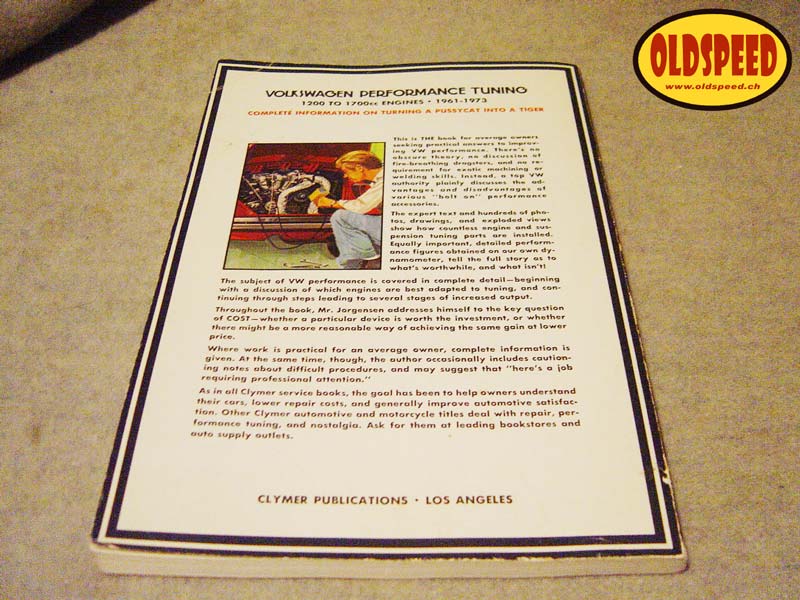 OLDSPEED
www.oldspeed.ch
VOLKSWAGEN PERFORMANCE TUNING
1200 TO 1700cc ENGINES • 1961-1973
COMPLETE INFORMATION ON TURNING A PUSSYCAT INTO A TIGER
This is THE book for average owners
seeking practical answers to improv-
ing VW performance. There's no
obscure theory, no discussion of
fire-breathing dragsters, and no re-
quirement for exotic machining or
welding skills. Instead, a top VW
authority plainly discusses the ad-
vantages and disadvantages of
various "bolt on" performance
accessories.
The expert text and hundreds of pho-
tos, drawings, and exploded views
show how countless engine and sus-
pension tuning parts are installed.
Equally important, detailed perform-
ance figures obtained on our own dy-
namometer, tell the full story as to
what's worthwhile, and what isn't!
The subject of VW performance is covered in complete detail—beginning
with a discussion of which engines are best adapted to tuning, and con-
tinuing through steps leading to several stages of increased output.
Throughout the book, Mr. Jorgensen addresses himself to the key question
of COST—whether a particular device is worth the investment, or whether
there might be a more reasonable way of achieving the same gain at lower
price.
Where work is practical for an average owner, complete information is
given. At the same time, though, the author occasionally includes caution-
ing notes about difficult procedures, and may suggest that "here's a job
requiring professional attention."
As in all Clymer service books, the goal has been to help owners understand
their cars, lower repair costs, and generally improve automotive satisfac-
tion. Other Clymer automotive and motorcycle titles deal with repair, per-
formance tuning, and nostalgia. Ask for them at leading bookstores and
auto supply outlets.
CLYMER PUBLICATIONS • LOS ANGELES